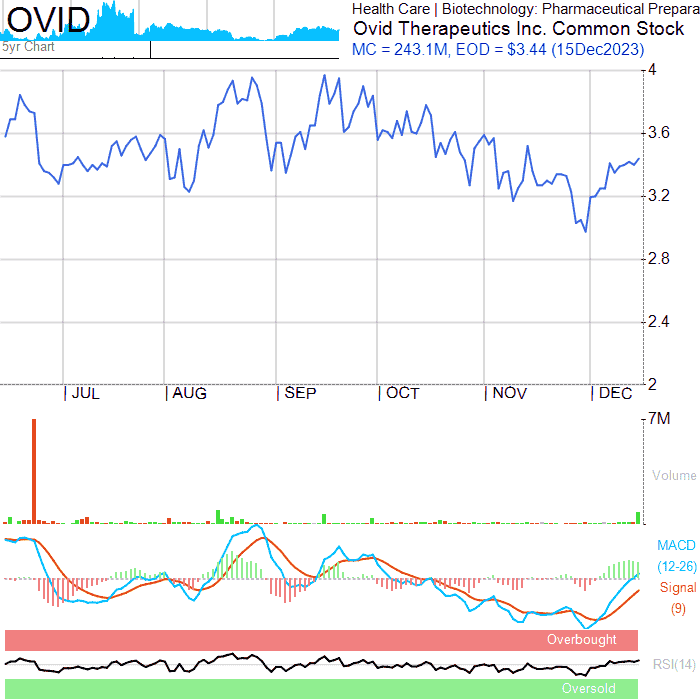 OVID
5yr Chart
Health Care | Biotechnology: Pharmaceutical Prepara
Ovid Therapeutics Inc. Common Stock
MC = 243.1M, EOD = $3.44 (15Dec2023)
4
3.6
3.2
2.8
2.4
2
| JUL | AUG | SEP | OCT | NOV | DEC
7M
Volume
MACD
(12-26)
Signal
(9)
Overbought
RSI(14)
Oversold